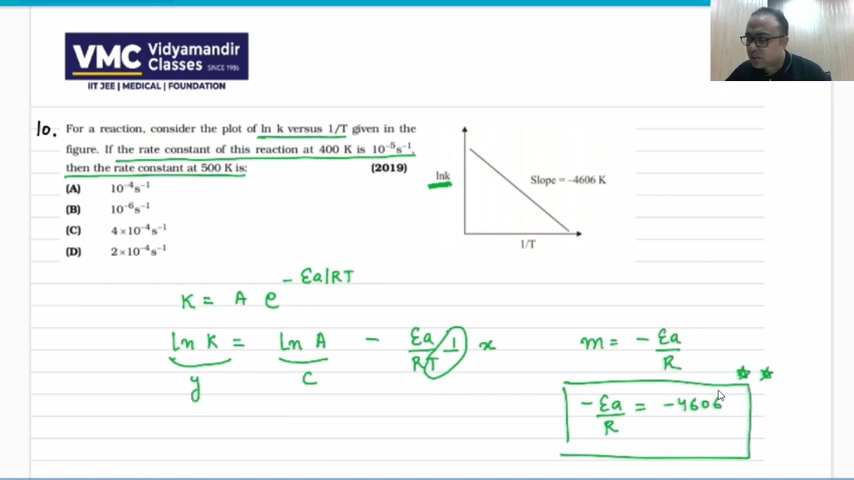 VMC Vidyamandir
Classes SINCE 1986
IIT JEE | MEDICAL | FOUNDATION
10. For a reaction, consider the plot of ln k versus 1/T given in the
figure. If the rate constant of this reaction at 400 K is 10⁻⁵s⁻¹,
then the rate constant at 500 K is: (2019)
(A) 10⁻⁴s⁻¹
(B) 10⁻⁶s⁻¹
(C) 4×10⁻⁴s⁻¹
(D) 2×10⁻⁴s⁻¹
lnk
Slope = –4606 K
1/T
K = A e^(-Ea/RT)
ln K = ln A - Ea/RT 1/T x
y c
m = - Ea/R
- Ea/R = -4606